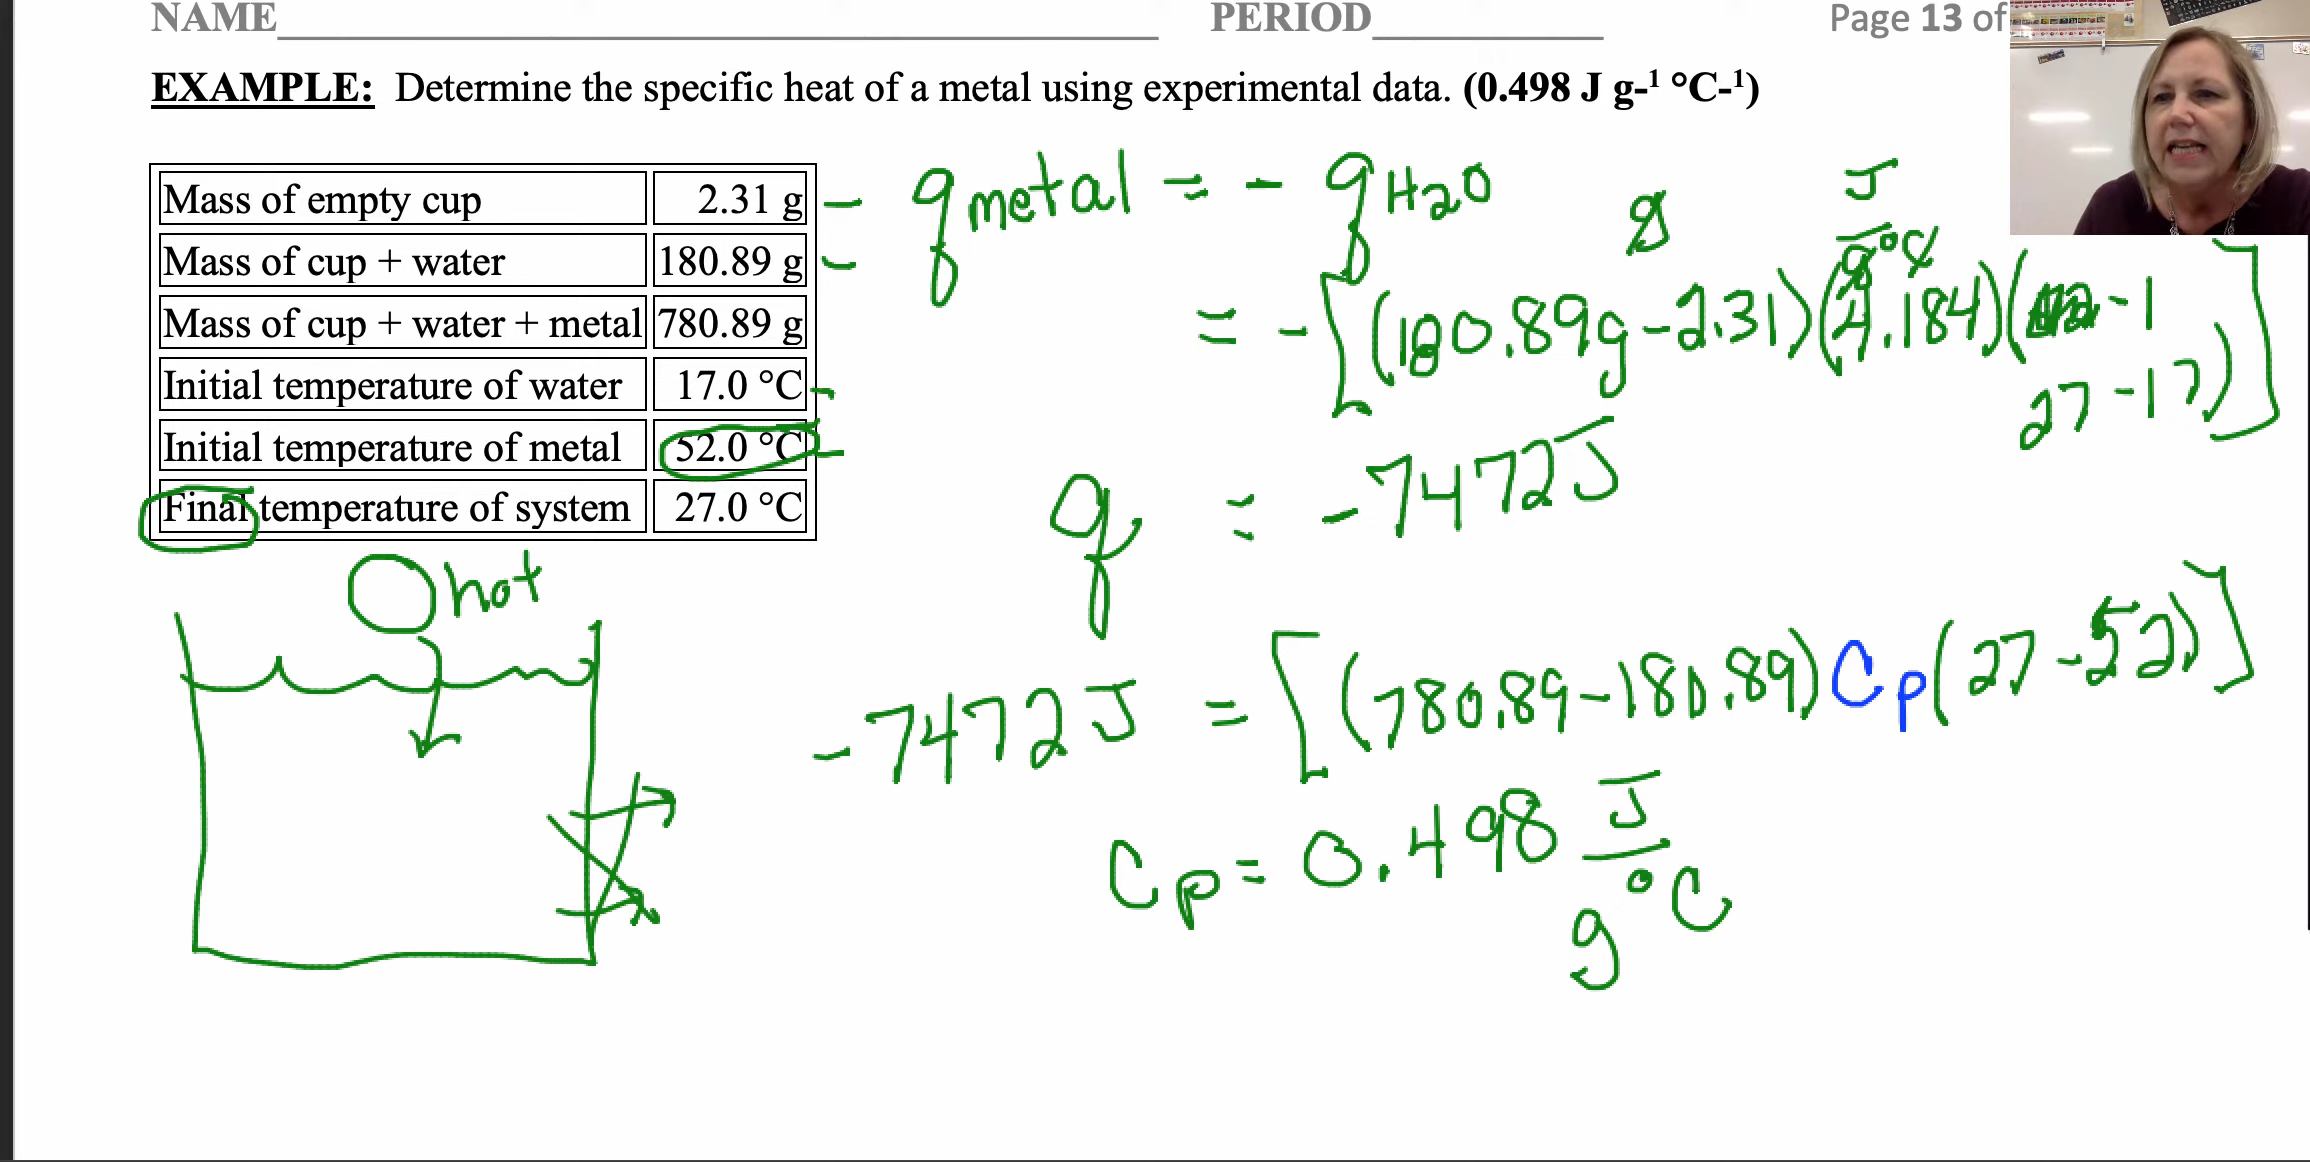 NAME PERIOD Page 13 of
EXAMPLE: Determine the specific heat of a metal using experimental data. (0.498 J g-¹ °C-¹)
Mass of empty cup 2.31 g
Mass of cup + water 180.89 g
Mass of cup + water + metal 780.89 g
Initial temperature of water 17.0 °C
Initial temperature of metal 52.0 °C
Final temperature of system 27.0 °C
hot
q metal = - q H2O
g J
g °C
= - [(180.89g - 2.31)(4.184)( - 1
27 - 17)]
q = -7472J
-7472J = [(780.89 - 180.89) Cp (27 - 52)]
Cp = 0.498 J
g °C